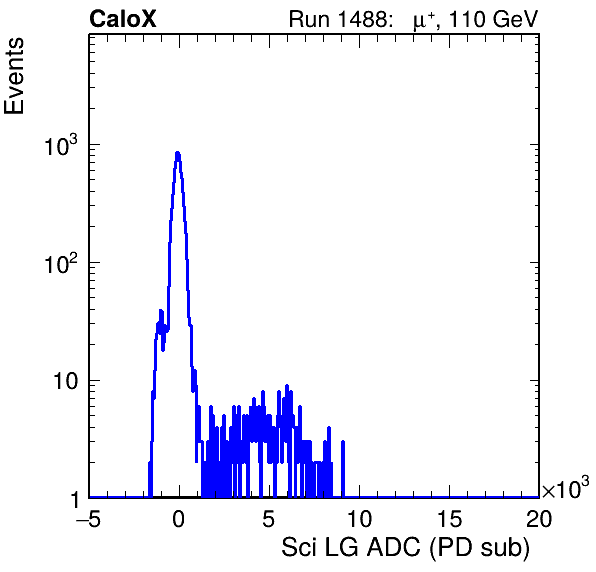 CaloX Run 1488: μ⁺, 110 GeV
Events
10³
10²
10
1
−5 0 5 10 15 20 ×10³
Sci LG ADC (PD sub)